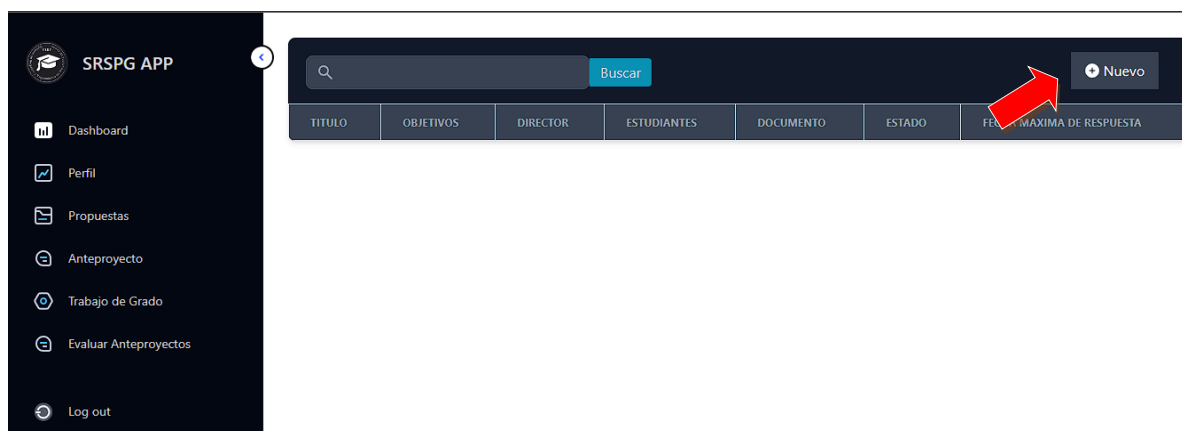 SRSPG APP
Dashboard
Perfil
Propuestas
Anteproyecto
Trabajo de Grado
Evaluar Anteproyectos
Log out
Buscar
Nuevo
TITULO OBJETIVOS DIRECTOR ESTUDIANTES DOCUMENTO ESTADO MAXIMA DE RESPUESTA